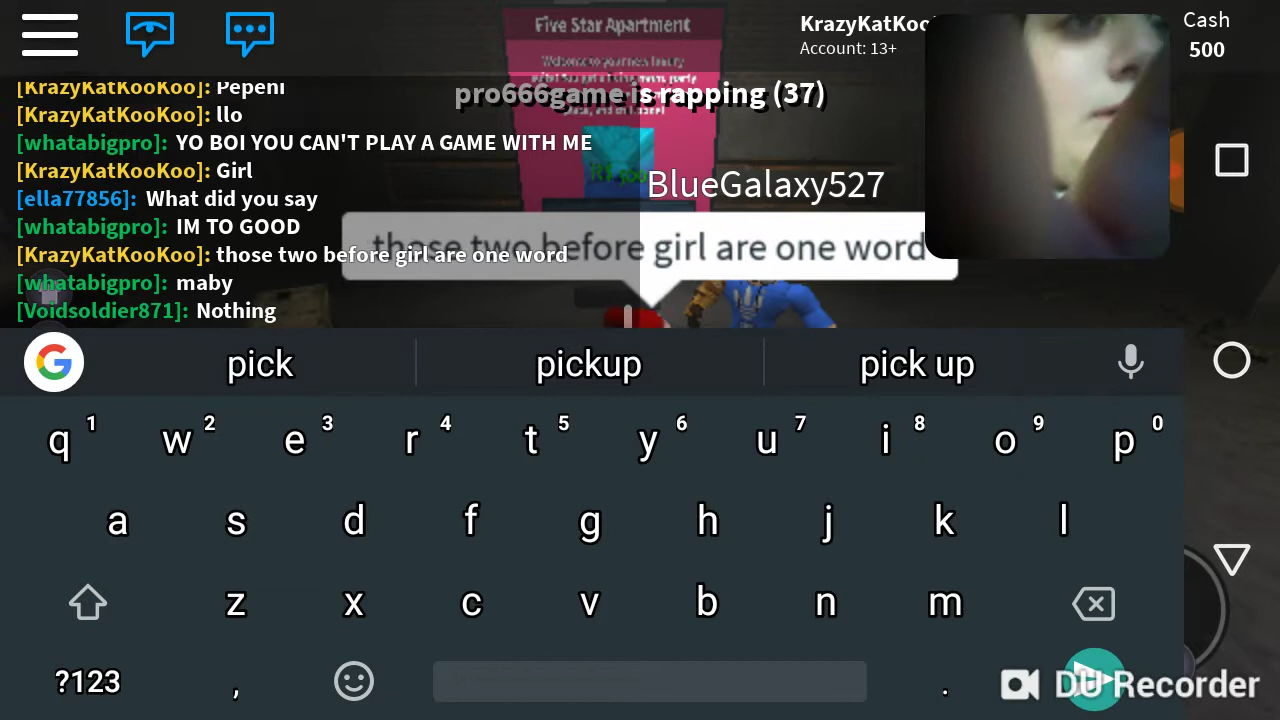 Five Star Apartment
KrazyKatKoo
Account: 13+
Cash
500
pro666game is rapping (37)
[KrazyKatKooKoo]: Pepeni
[KrazyKatKooKoo]: llo
[whatabigpro]: YO BOI YOU CAN'T PLAY A GAME WITH ME
[KrazyKatKooKoo]: Girl
[ella77856]: What did you say
[whatabigpro]: IM TO GOOD
[KrazyKatKooKoo]: those two before girl are one word
[whatabigpro]: maby
[Voidsoldier871]: Nothing
BlueGalaxy527
those two before girl are one word
G pick pickup pick up
q 1 w 2 e 3 r 4 t 5 y 6 u 7 i 8 o 9 p 0
a s d f g h j k l
z x c v b n m
?123 , .
DU Recorder